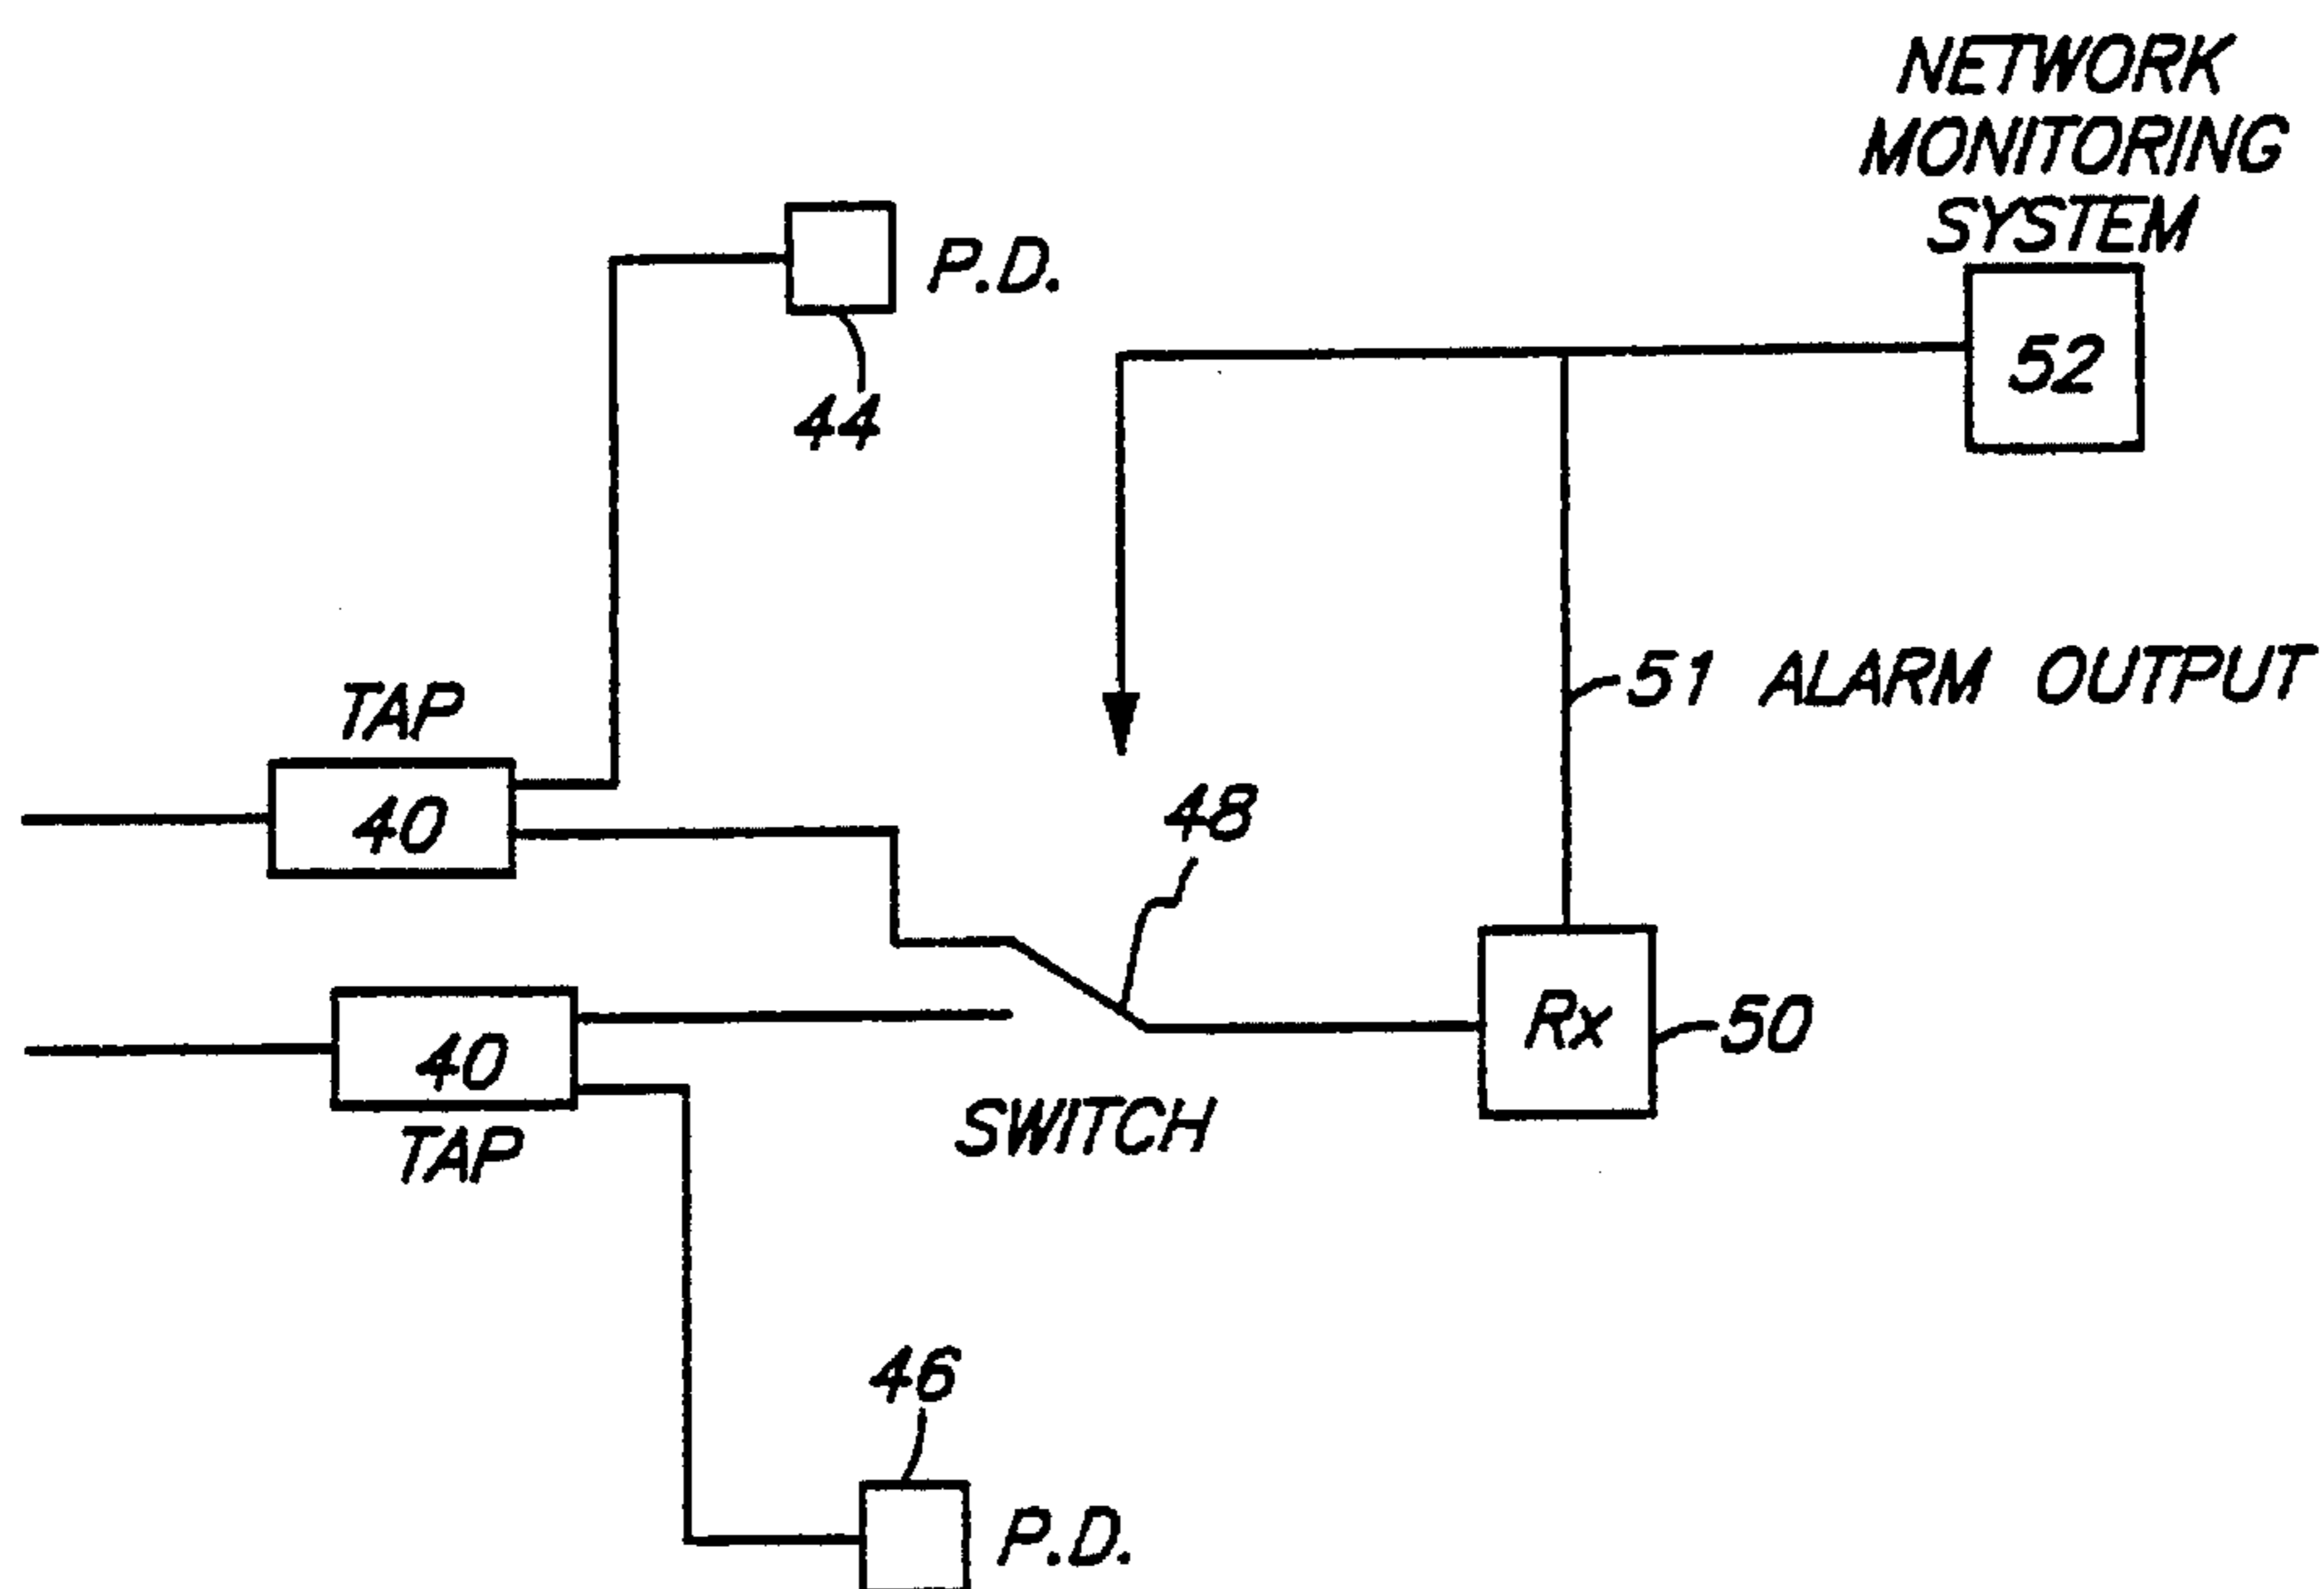 NETWORK
MONITORING
SYSTEM
P.D.
52
44
51 ALARM OUTPUT
TAP
40
48
Rx
50
40
TAP
SWITCH
46
P.D.